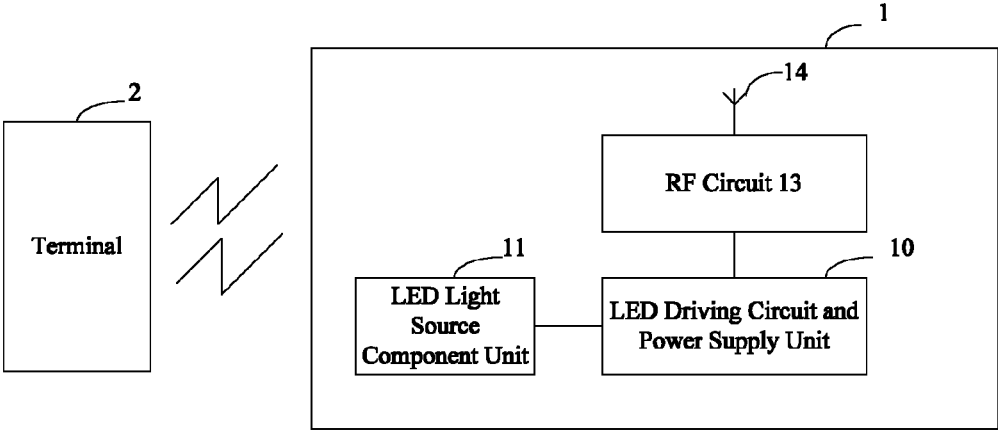 1
2
14
RF Circuit 13
Terminal
11
10
LED Light
Source
Component Unit
LED Driving Circuit and
Power Supply Unit